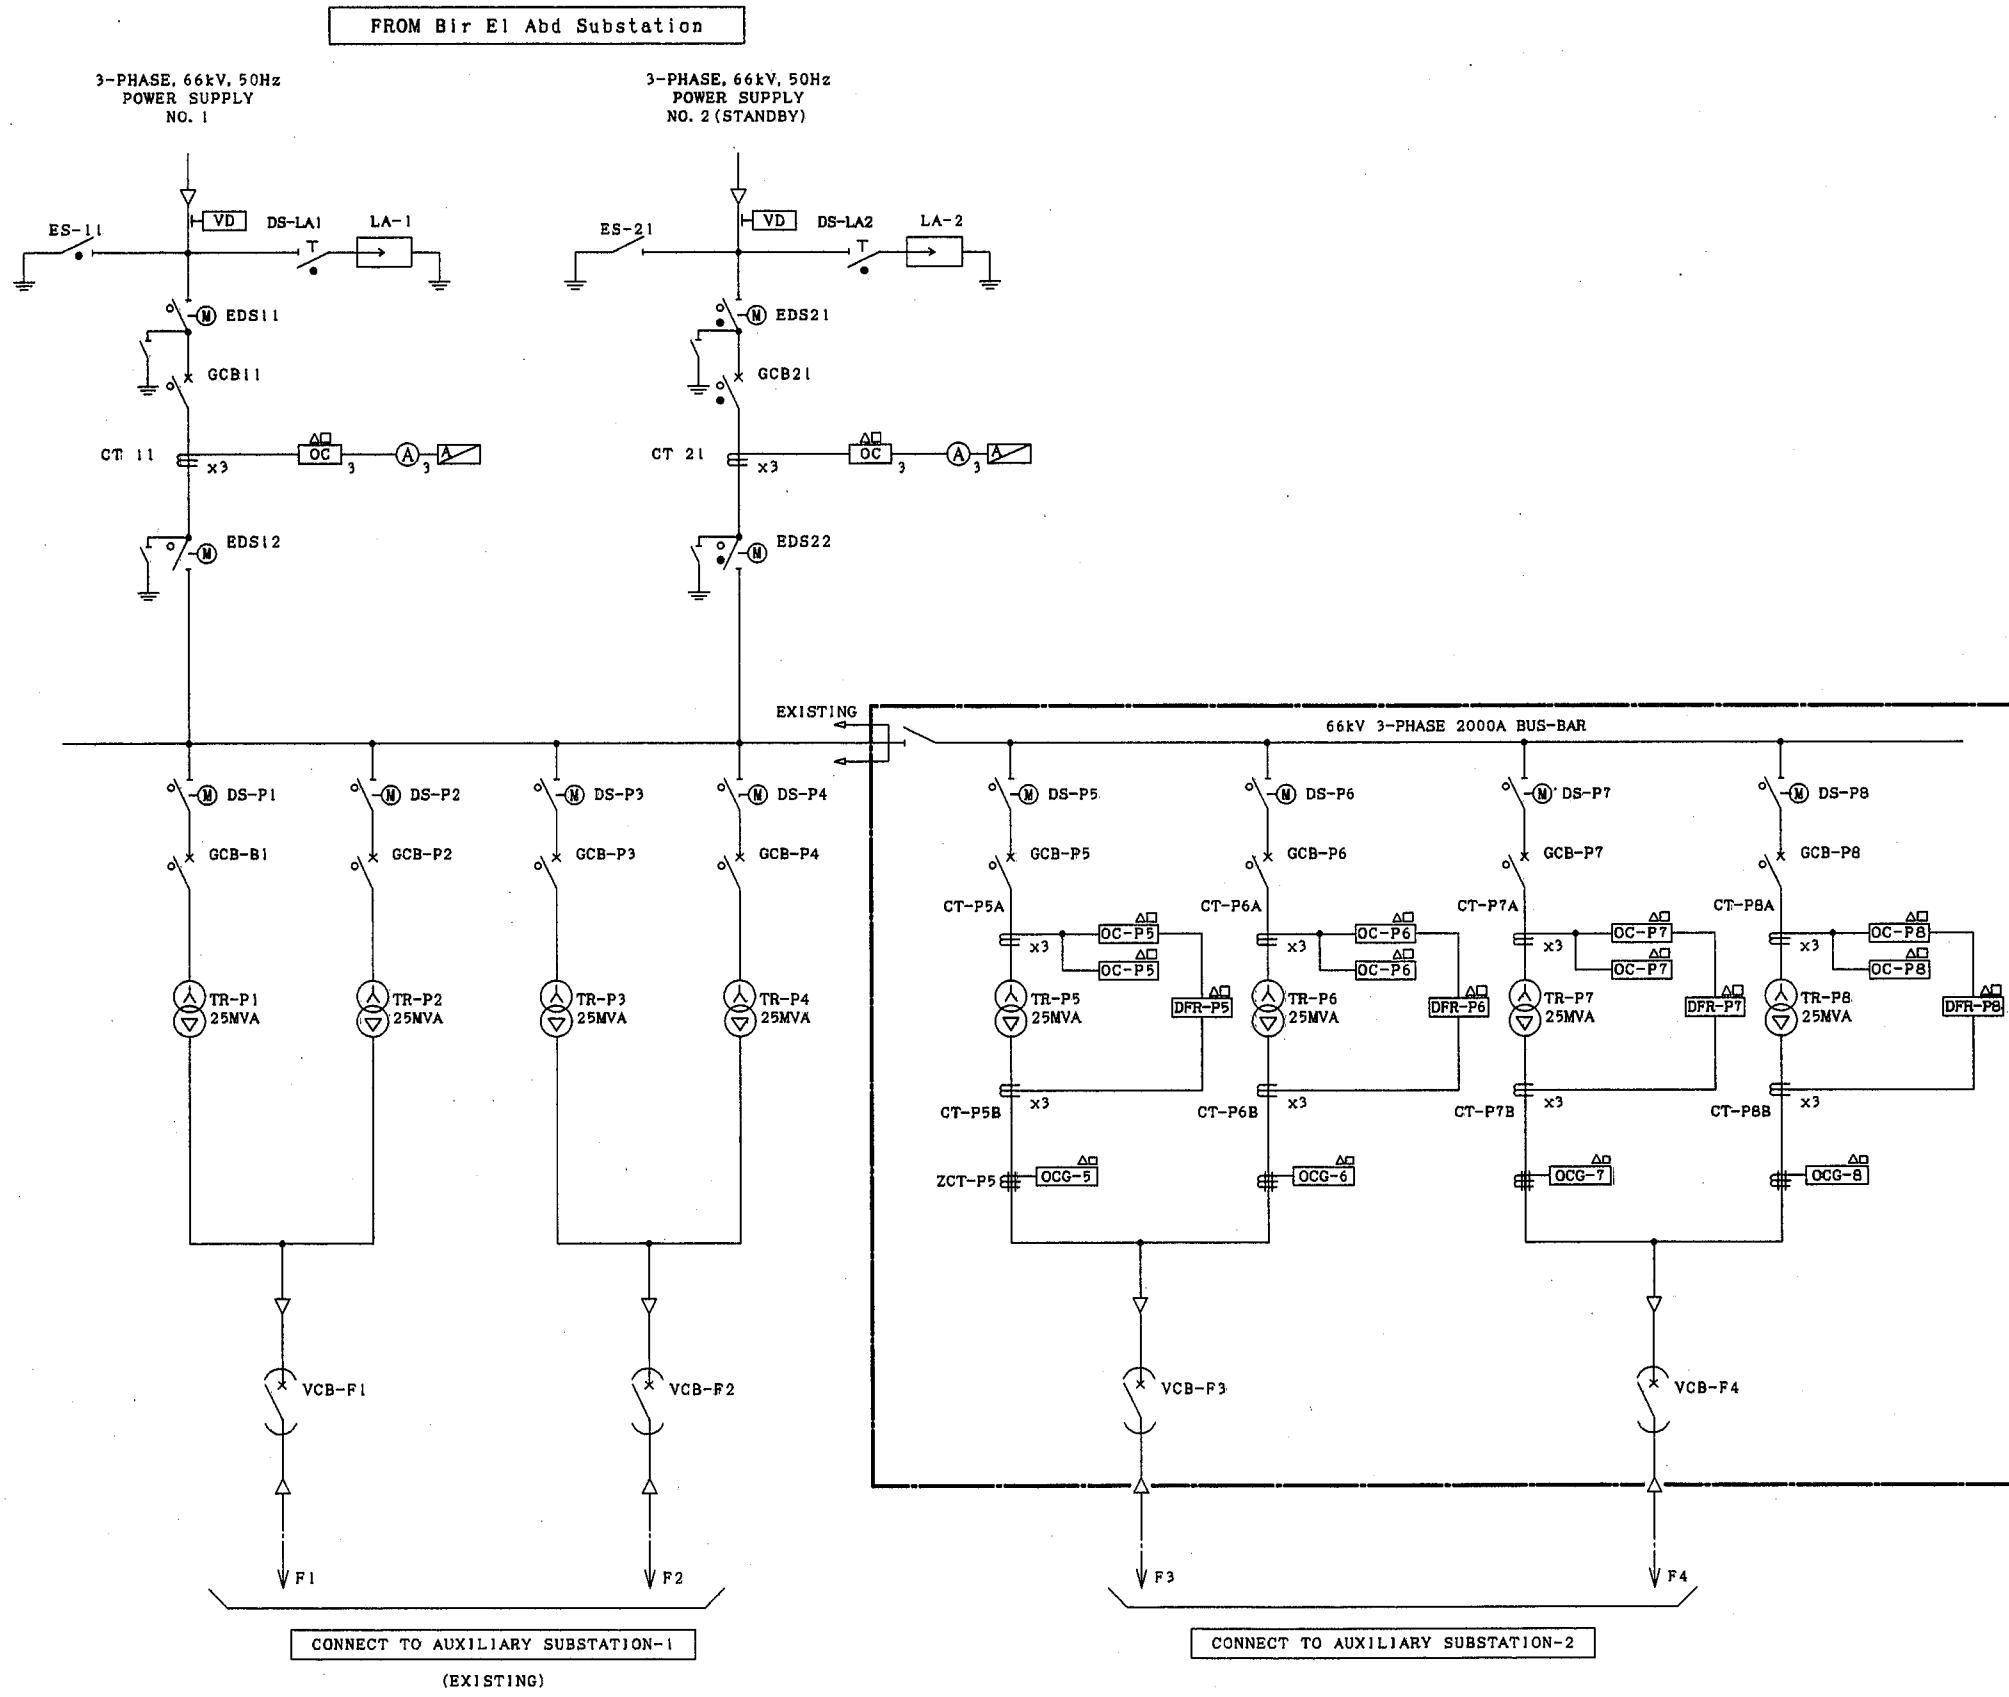 FROM Bir El Abd Substation
3-PHASE, 66kV, 50Hz
POWER SUPPLY
NO. 1
3-PHASE, 66kV, 50Hz
POWER SUPPLY
NO. 2 (STANDBY)
VD
DS-LA1
LA-1
ES-11
VD
DS-LA2
LA-2
ES-21
M
EDS11
M
EDS21
GCB11
GCB21
CT 11
x3
OC
3
A
3
A
CT 21
x3
OC
3
A
3
A
M
EDS12
M
EDS22
EXISTING
66kV 3-PHASE 2000A BUS-BAR
M
DS-P1
M
DS-P2
M
DS-P3
M
DS-P4
M
DS-P5
M
DS-P6
M
DS-P7
M
DS-P8
GCB-B1
GCB-P2
GCB-P3
GCB-P4
GCB-P5
GCB-P6
GCB-P7
GCB-P8
CT-P5A
CT-P6A
CT-P7A
CT-P8A
x3
OC-P5
x3
OC-P6
x3
OC-P7
x3
OC-P8
OC-P5
OC-P6
OC-P7
OC-P8
TR-P1
25MVA
TR-P2
25MVA
TR-P3
25MVA
TR-P4
25MVA
TR-P5
25MVA
DFR-P5
TR-P6
25MVA
DFR-P6
TR-P7
25MVA
DFR-P7
TR-P8
25MVA
DFR-P8
CT-P5B
x3
CT-P6B
x3
CT-P7B
x3
CT-P8B
x3
ZCT-P5
OCG-5
OCG-6
OCG-7
OCG-8
VCB-F1
VCB-F2
VCB-F3
VCB-F4
F1
F2
F3
F4
CONNECT TO AUXILIARY SUBSTATION-1
(EXISTING)
CONNECT TO AUXILIARY SUBSTATION-2